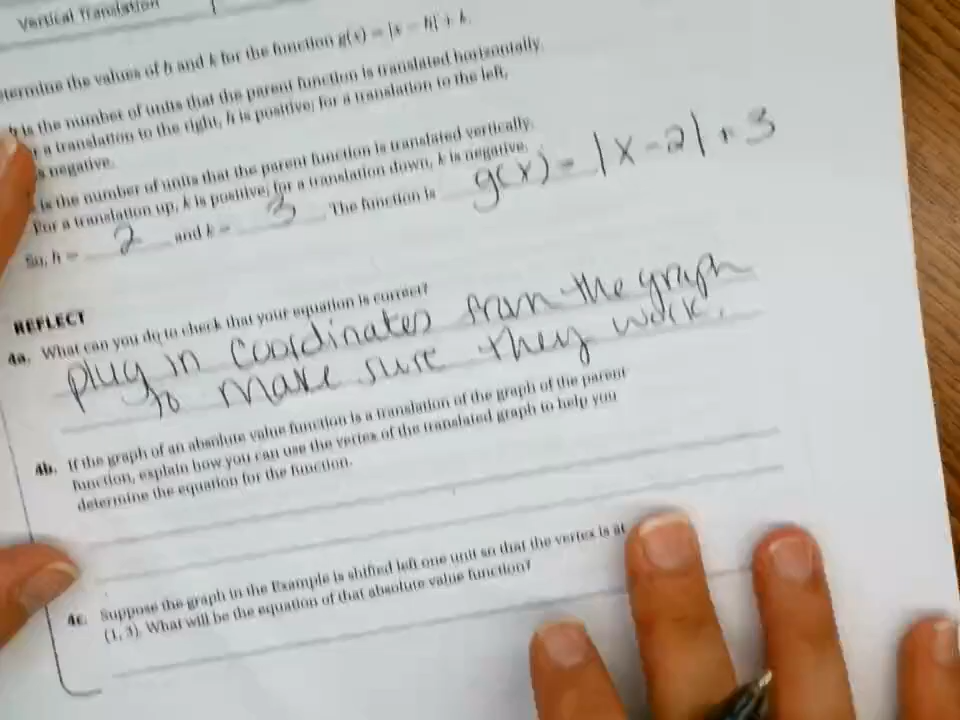 Vertical Translation
termine the values of h and k for the function g(x) = |x − h| + k.
is the number of units that the parent function is translated horizontally.
r a translation to the right, h is positive; for a translation to the left,
is negative.
is the number of units that the parent function is translated vertically.
For a translation up, k is positive; for a translation down, k is negative.
So, h = 2 and k = 3 The function is g(x) = |x - 2| + 3
REFLECT
4a. What can you do to check that your equation is correct?
plug in coordinates from the graph
to make sure they work.
4b. If the graph of an absolute value function is a translation of the graph of the parent
function, explain how you can use the vertex of the translated graph to help you
determine the equation for the function.
4c. Suppose the graph in the Example is shifted left one unit so that the vertex is at
(1, 3). What will be the equation of that absolute value function?